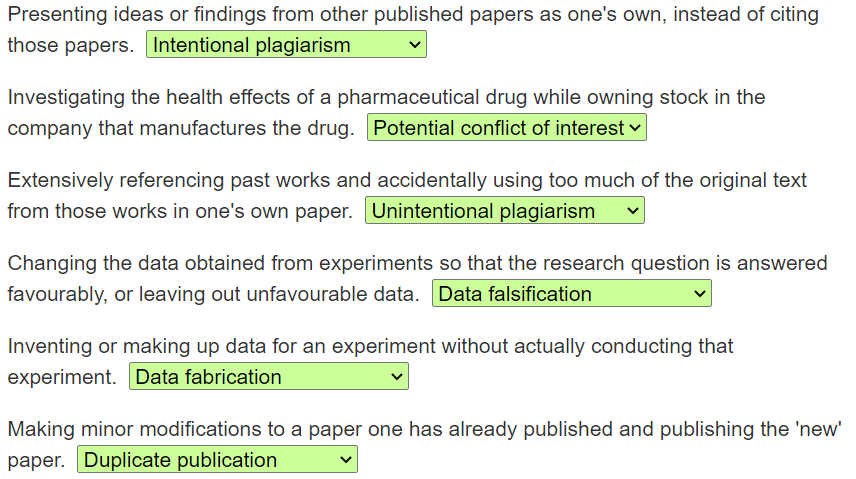 Presenting ideas or findings from other published papers as one's own, instead of citing
those papers. Intentional plagiarism
Investigating the health effects of a pharmaceutical drug while owning stock in the
company that manufactures the drug. Potential conflict of interest
Extensively referencing past works and accidentally using too much of the original text
from those works in one's own paper. Unintentional plagiarism
Changing the data obtained from experiments so that the research question is answered
favourably, or leaving out unfavourable data. Data falsification
Inventing or making up data for an experiment without actually conducting that
experiment. Data fabrication
Making minor modifications to a paper one has already published and publishing the 'new'
paper. Duplicate publication